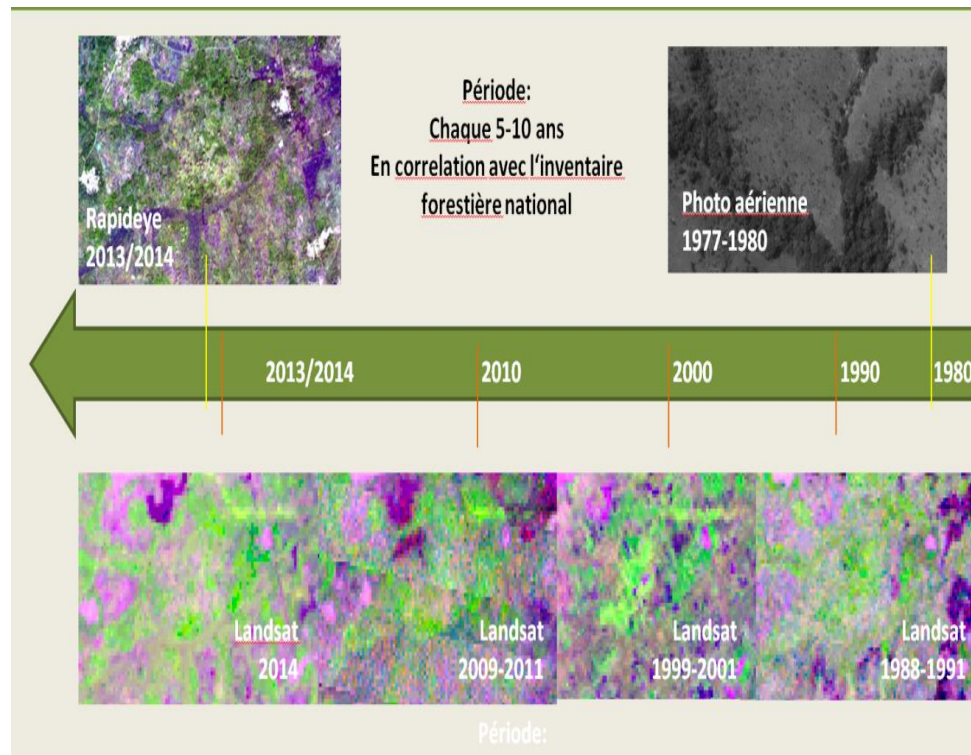 Période:
Chaque 5-10 ans
En correlation avec l‘inventaire
forestière national
Rapideye
2013/2014
Photo aérienne
1977-1980
2013/2014
2010
2000
1990
1980
Landsat
2014
Landsat
2009-2011
Landsat
1999-2001
Landsat
1988-1991
Période: